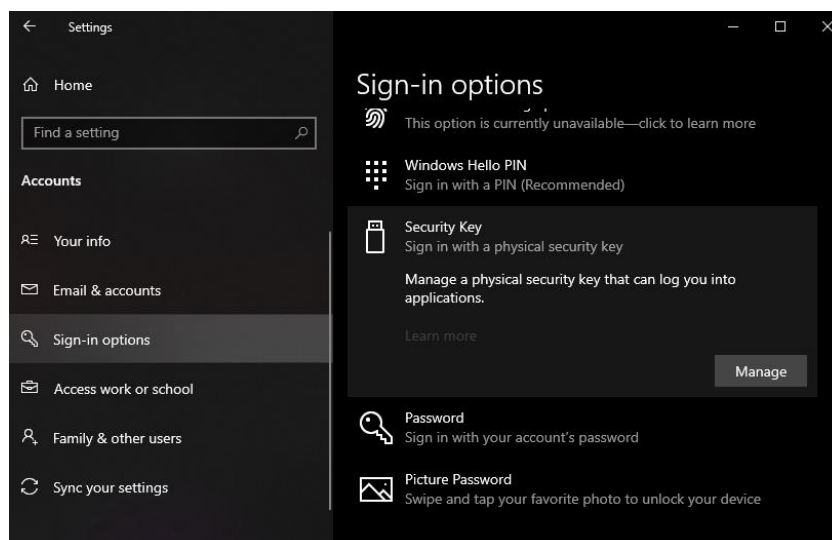 Settings
Home
Find a setting
Accounts
Your info
Email & accounts
Sign-in options
Access work or school
Family & other users
Sync your settings
Sign-in options
This option is currently unavailable—click to learn more
Windows Hello PIN
Sign in with a PIN (Recommended)
Security Key
Sign in with a physical security key
Manage a physical security key that can log you into
applications.
Learn more
Manage
Password
Sign in with your account's password
Picture Password
Swipe and tap your favorite photo to unlock your device